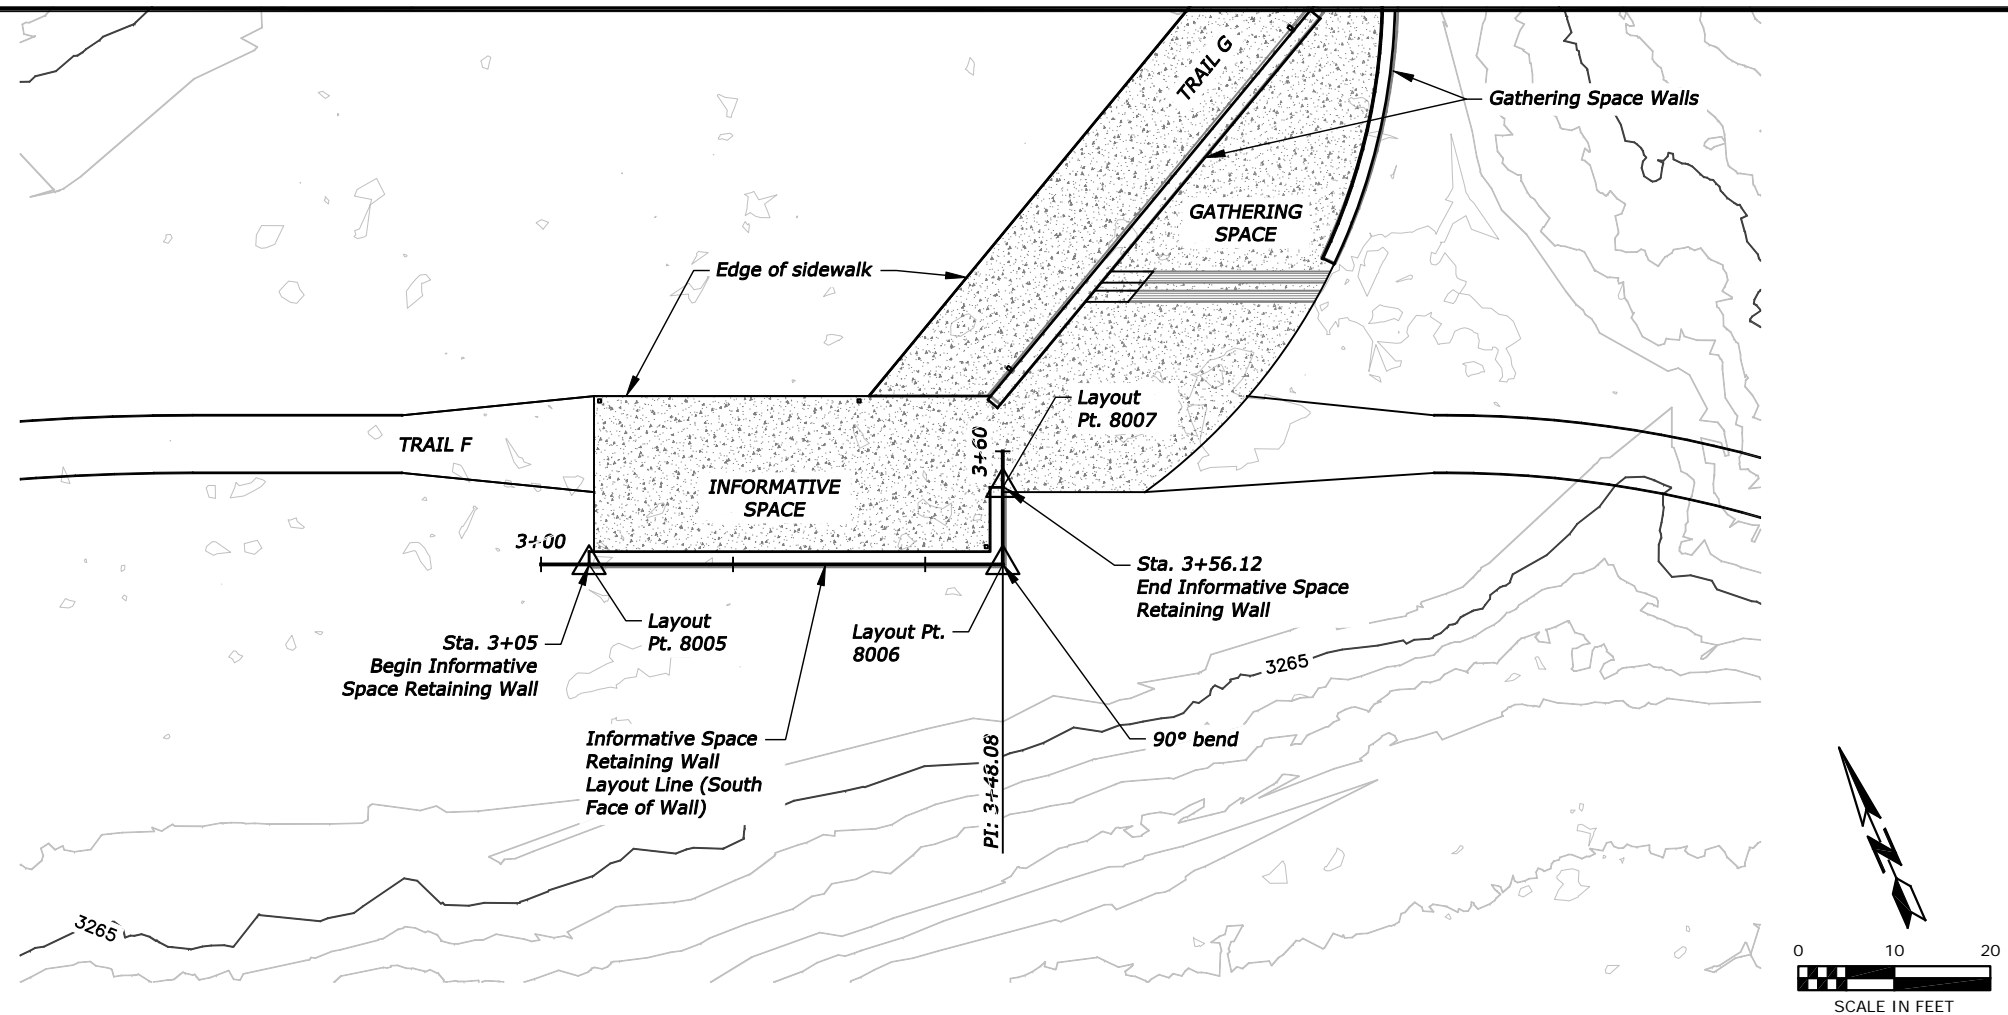 TRAIL G
Gathering Space Walls
GATHERING
SPACE
Edge of sidewalk
Layout
Pt. 8007
TRAIL F
3+60
INFORMATIVE
SPACE
3+00
Sta. 3+56.12
End Informative Space
Retaining Wall
Layout
Pt. 8005
Layout Pt.
8006
Sta. 3+05
Begin Informative
Space Retaining Wall
3265
Informative Space
Retaining Wall
Layout Line (South
Face of Wall)
90° bend
PI: 3+48.08
3265
N
0 10 20
SCALE IN FEET